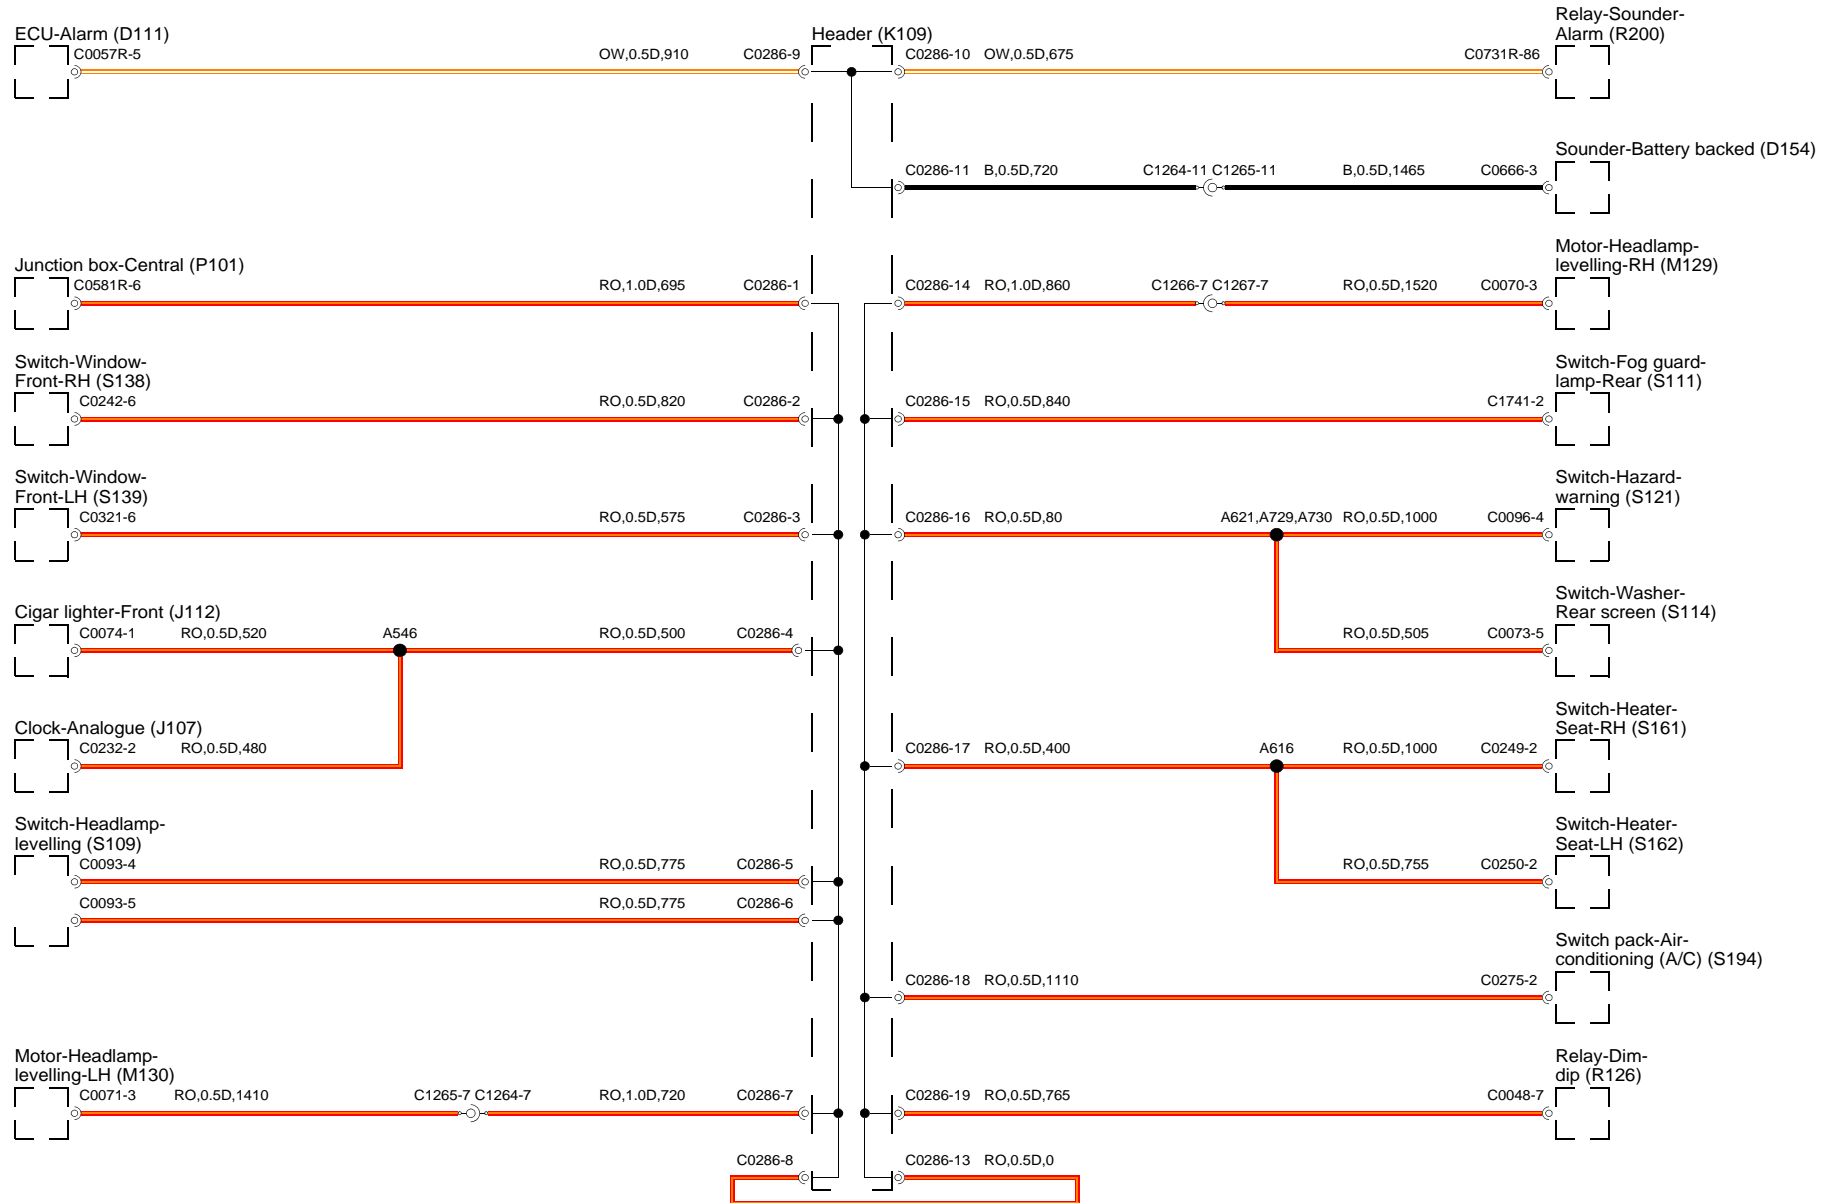 ECU-Alarm (D111)
C0057R-5 OW,0.5D,910 C0286-9
Header (K109)
C0286-10 OW,0.5D,675 C0731R-86
Relay-Sounder-
Alarm (R200)
C0286-11 B,0.5D,720 C1264-11 C1265-11 B,0.5D,1465 C0666-3
Sounder-Battery backed (D154)
Junction box-Central (P101)
C0581R-6 RO,1.0D,695 C0286-1
C0286-14 RO,1.0D,860 C1266-7 C1267-7 RO,0.5D,1520 C0070-3
Motor-Headlamp-
levelling-RH (M129)
Switch-Window-
Front-RH (S138)
C0242-6 RO,0.5D,820 C0286-2
C0286-15 RO,0.5D,840 C1741-2
Switch-Fog guard-
lamp-Rear (S111)
Switch-Window-
Front-LH (S139)
C0321-6 RO,0.5D,575 C0286-3
C0286-16 RO,0.5D,80 A621,A729,A730 RO,0.5D,1000 C0096-4
Switch-Hazard-
warning (S121)
Cigar lighter-Front (J112)
C0074-1 RO,0.5D,520 A546 RO,0.5D,500 C0286-4
RO,0.5D,505 C0073-5
Switch-Washer-
Rear screen (S114)
Clock-Analogue (J107)
C0232-2 RO,0.5D,480
C0286-17 RO,0.5D,400 A616 RO,0.5D,1000 C0249-2
Switch-Heater-
Seat-RH (S161)
Switch-Headlamp-
levelling (S109)
C0093-4 RO,0.5D,775 C0286-5
RO,0.5D,755 C0250-2
Switch-Heater-
Seat-LH (S162)
C0093-5 RO,0.5D,775 C0286-6
C0286-18 RO,0.5D,1110 C0275-2
Switch pack-Air-
conditioning (A/C) (S194)
Motor-Headlamp-
levelling-LH (M130)
C0071-3 RO,0.5D,1410 C1265-7 C1264-7 RO,1.0D,720 C0286-7
C0286-19 RO,0.5D,765 C0048-7
Relay-Dim-
dip (R126)
C0286-8
C0286-13 RO,0.5D,0